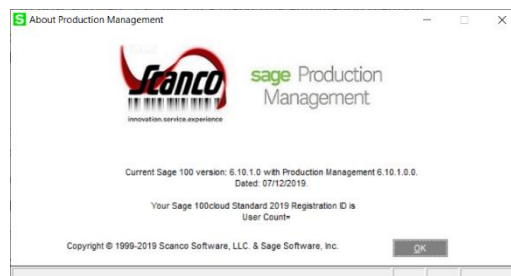 About Production Management
Scanco
innovation.service.experience
sage Production
Management
Current Sage 100 version: 6.10.1.0 with Production Management 6.10.1.0.0.
Dated: 07/12/2019.
Your Sage 100cloud Standard 2019 Registration ID is
User Count=
Copyright © 1999-2019 Scanco Software, LLC. & Sage Software, Inc.
OK